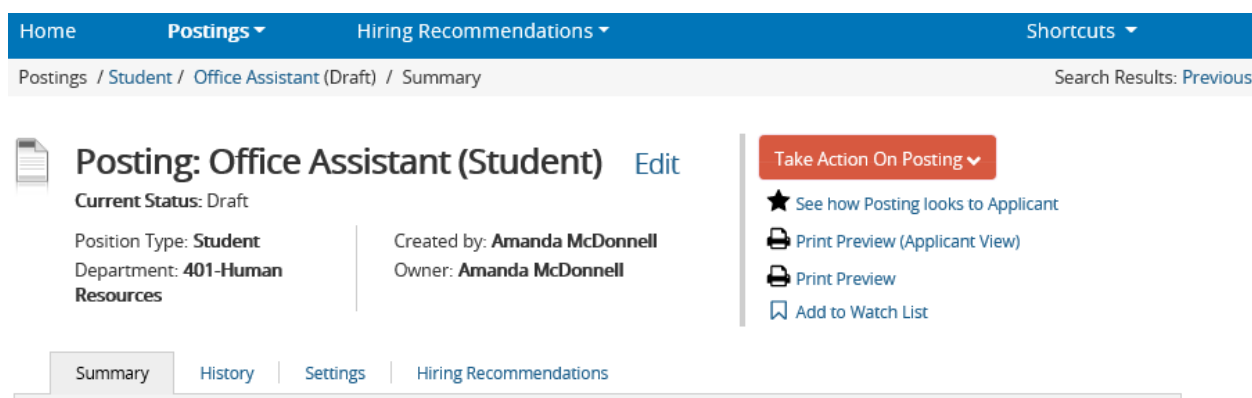 Home Postings Hiring Recommendations Shortcuts
Postings / Student / Office Assistant (Draft) / Summary Search Results: Previous
Posting: Office Assistant (Student) Edit
Current Status: Draft
Position Type: Student
Department: 401-Human
Resources
Created by: Amanda McDonnell
Owner: Amanda McDonnell
Take Action On Posting
See how Posting looks to Applicant
Print Preview (Applicant View)
Print Preview
Add to Watch List
Summary History Settings Hiring Recommendations